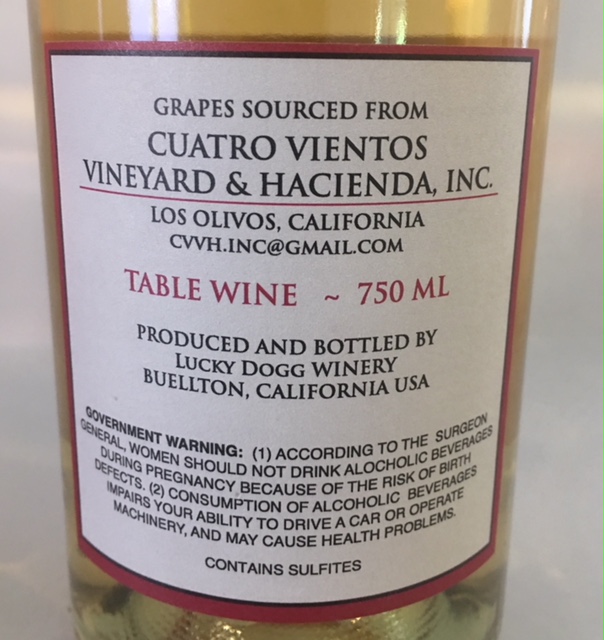 GRAPES SOURCED FROM
CUATRO VIENTOS
VINEYARD & HACIENDA, INC.
LOS OLIVOS, CALIFORNIA
CVVH.INC@GMAIL.COM
TABLE WINE ~ 750 ML
PRODUCED AND BOTTLED BY
LUCKY DOGG WINERY
BUELLTON, CALIFORNIA USA
GOVERNMENT WARNING: (1) ACCORDING TO THE SURGEON
GENERAL, WOMEN SHOULD NOT DRINK ALOCHOLIC BEVERAGES
DURING PREGNANCY BECAUSE OF THE RISK OF BIRTH
DEFECTS. (2) CONSUMPTION OF ALCOHOLIC BEVERAGES
IMPAIRS YOUR ABILITY TO DRIVE A CAR OR OPERATE
MACHINERY, AND MAY CAUSE HEALTH PROBLEMS.
CONTAINS SULFITES